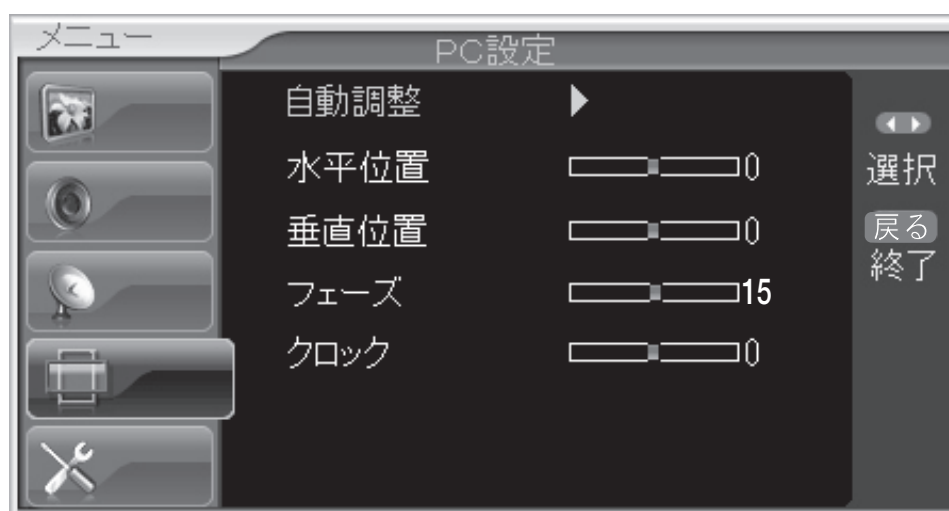 メニュー
PC設定
自動調整
水平位置 0
垂直位置 0
フェーズ 15
クロック 0
選択
戻る
終了